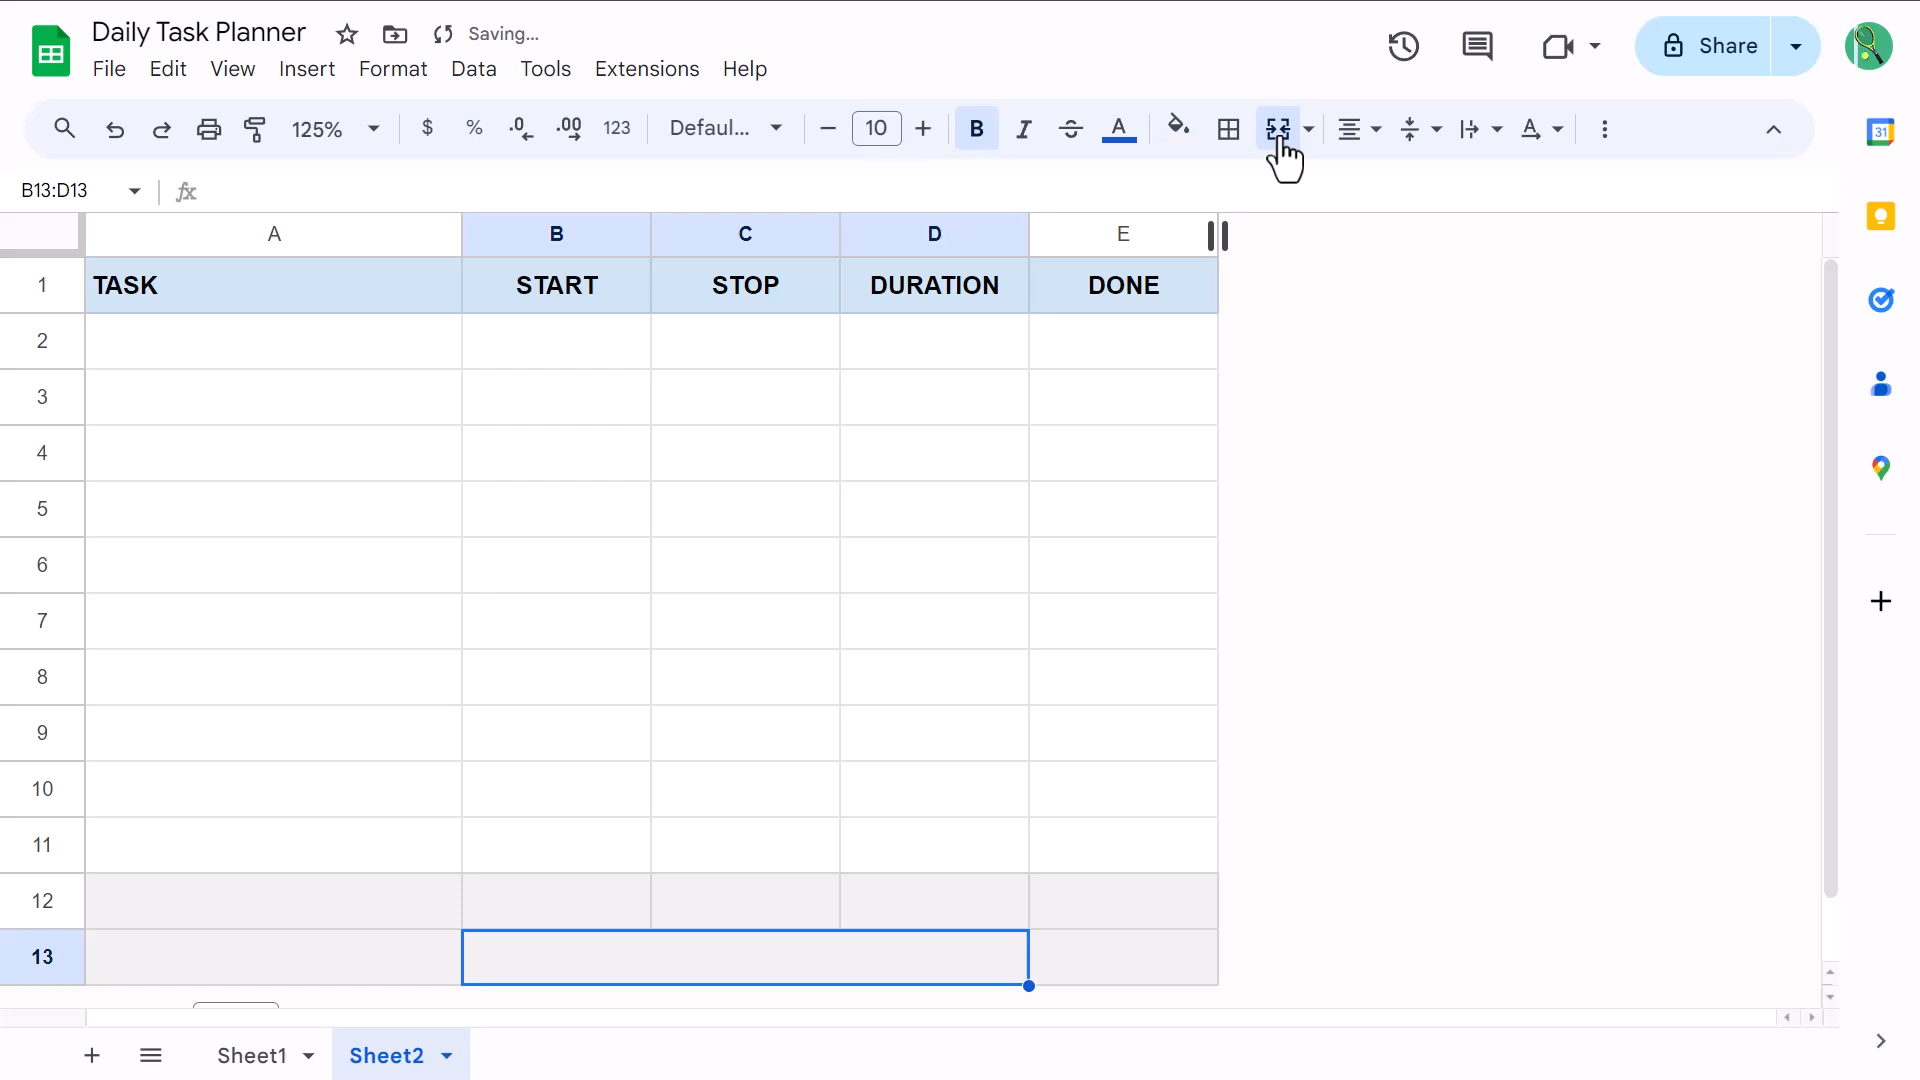 Daily Task Planner Saving...
File Edit View Insert Format Data Tools Extensions Help
Share
125% $ % .0 .00 123 Defaul... 10 B I A A
31
B13:D13 fx
A B C D E
1 TASK START STOP DURATION DONE
2
3
4
5
6
7
8
9
10
11
12
13
Sheet1 Sheet2